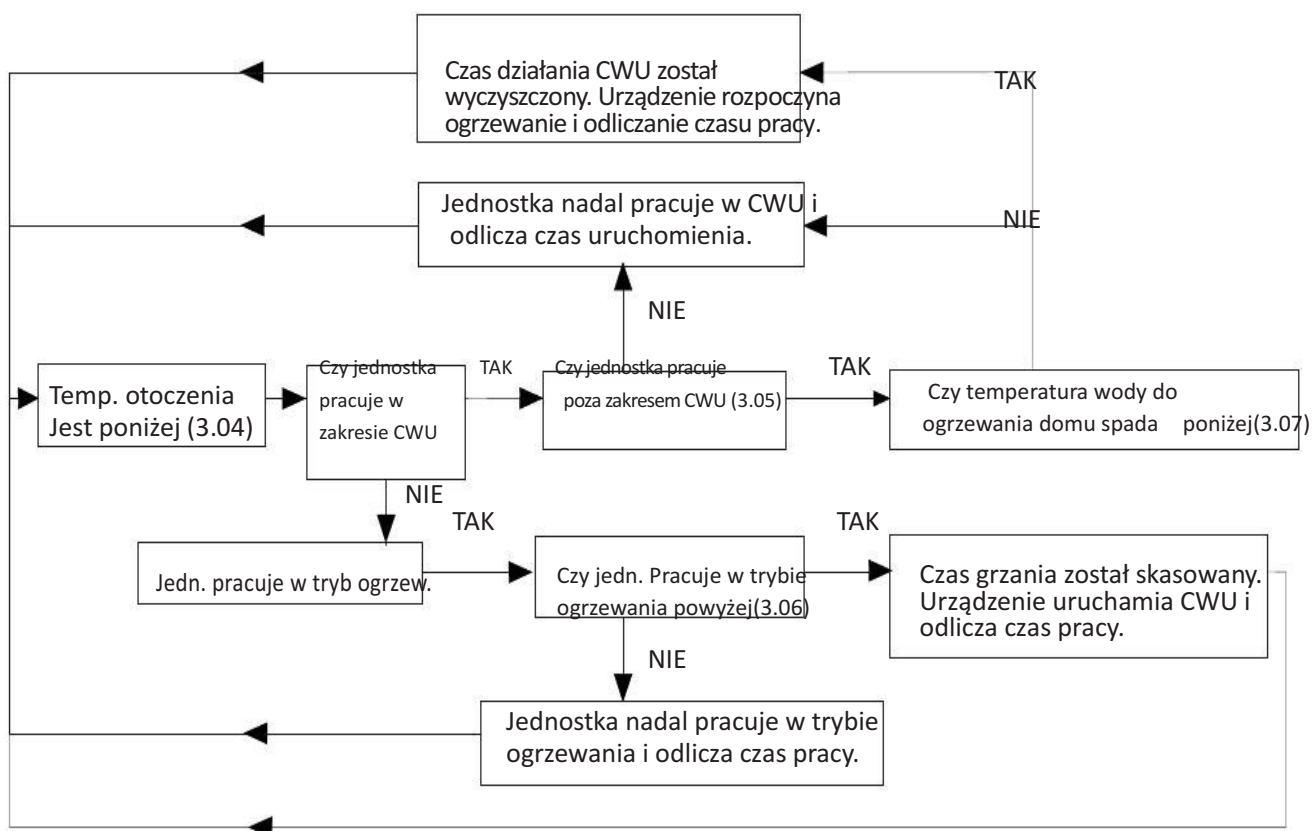 Czas działania CWU został
wyczyszczony. Urządzenie rozpoczyna
ogrzewanie i odliczanie czasu pracy.
TAK
Jednostka nadal pracuje w CWU i
odlicza czas uruchomienia.
NIE
NIE
Temp. otoczenia
Jest poniżej (3.04)
Czy jednostka
pracuje w
zakresie CWU
TAK
Czy jednostka pracuje
poza zakresem CWU (3.05)
TAK
Czy temperatura wody do
ogrzewania domu spada poniżej(3.07)
NIE
Jedn. pracuje w tryb ogrzew.
TAK
Czy jedn. Pracuje w trybie
ogrzewania powyżej(3.06)
TAK
Czas grzania został skasowany.
Urządzenie uruchamia CWU i
odlicza czas pracy.
NIE
Jednostka nadal pracuje w trybie
ogrzewania i odlicza czas pracy.